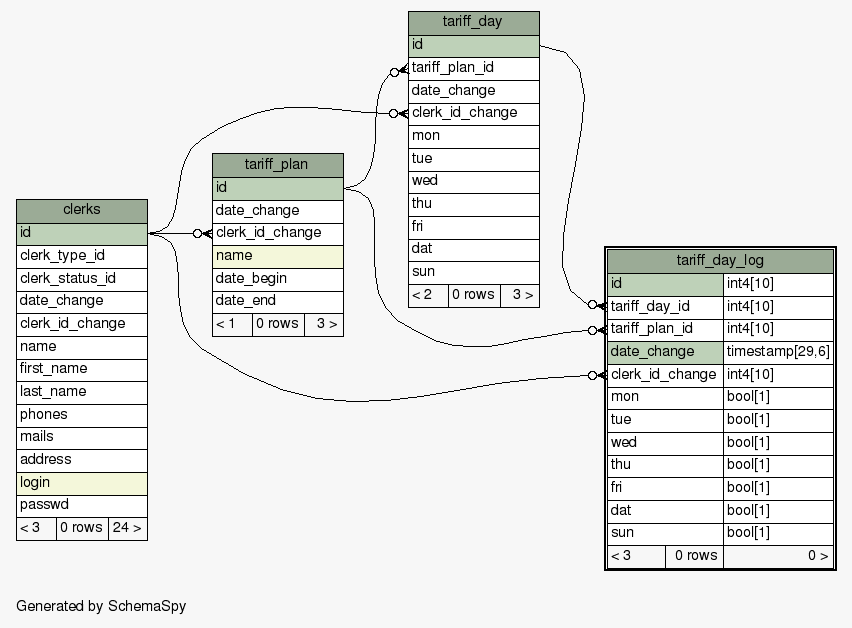 tariff_day
id
tariff_plan_id
date_change
clerk_id_change
mon
tue
wed
thu
fri
dat
sun
< 2 0 rows 3 >
tariff_plan
id
date_change
clerk_id_change
name
date_begin
date_end
< 1 0 rows 3 >
clerks
id
clerk_type_id
clerk_status_id
date_change
clerk_id_change
name
first_name
last_name
phones
mails
address
login
passwd
< 3 0 rows 24 >
tariff_day_log
id int4[10]
tariff_day_id int4[10]
tariff_plan_id int4[10]
date_change timestamp[29,6]
clerk_id_change int4[10]
mon bool[1]
tue bool[1]
wed bool[1]
thu bool[1]
fri bool[1]
dat bool[1]
sun bool[1]
< 3 0 rows 0 >
Generated by SchemaSpy